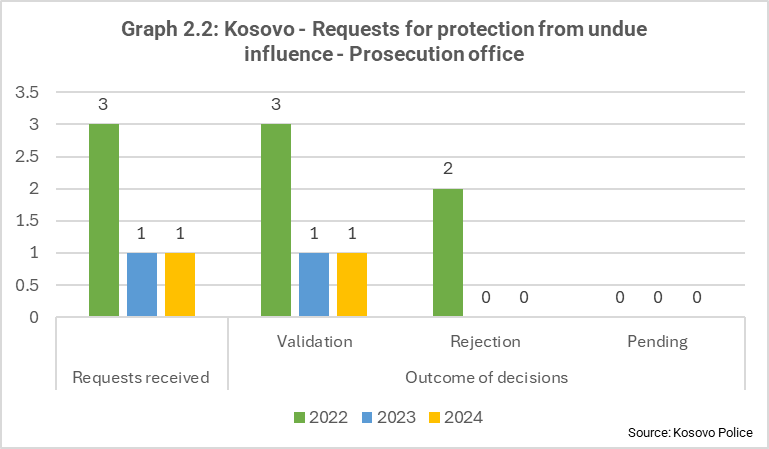 Graph 2.2: Kosovo - Requests for protection from undue
influence - Prosecution office
3.5
3
2.5
2
1.5
1
0.5
0
3
1
1
3
1
1
2
0
0
0
0
0
Validation
Rejection
Pending
Requests received
Outcome of decisions
2022
2023
2024
Source: Kosovo Police